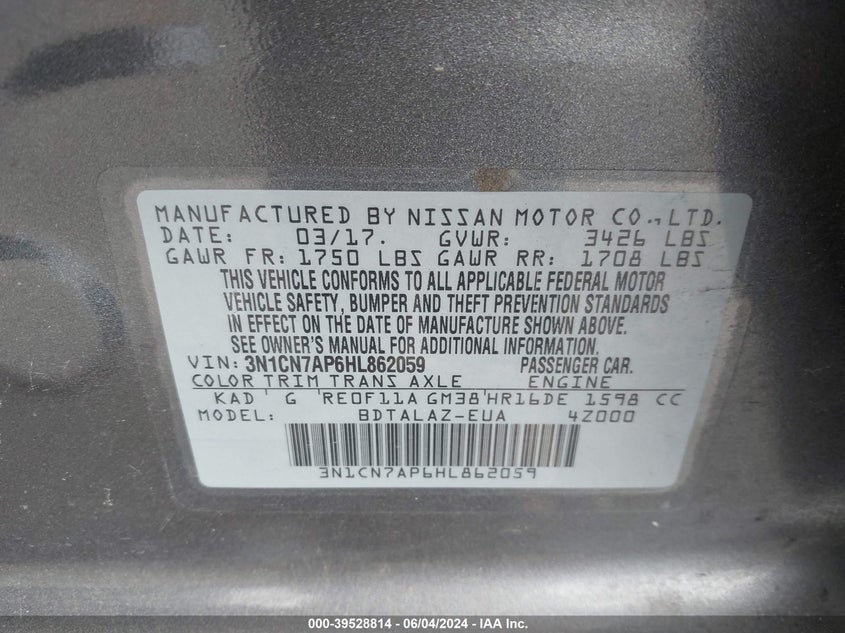 MANUFACTURED BY NISSAN MOTOR CO., LTD.
DATE: 03/17. GVWR: 3426 LBS
GAWR FR: 1750 LBS GAWR RR: 1708 LBS
THIS VEHICLE CONFORMS TO ALL APPLICABLE FEDERAL MOTOR
VEHICLE SAFETY, BUMPER AND THEFT PREVENTION STANDARDS
IN EFFECT ON THE DATE OF MANUFACTURE SHOWN ABOVE.
SEE OWNER'S MANUAL FOR ADDITIONAL INFORMATION.
VIN: 3N1CN7AP6HL862059 PASSENGER CAR.
COLOR TRIM TRANS AXLE ENGINE
KAD G RE0F11A GM38 HR16DE 1598 CC
MODEL: BDTALAZ-EUA 4Z000
3N1CN7AP6HL862059
000-39528814 - 06/04/2024 - IAA Inc.